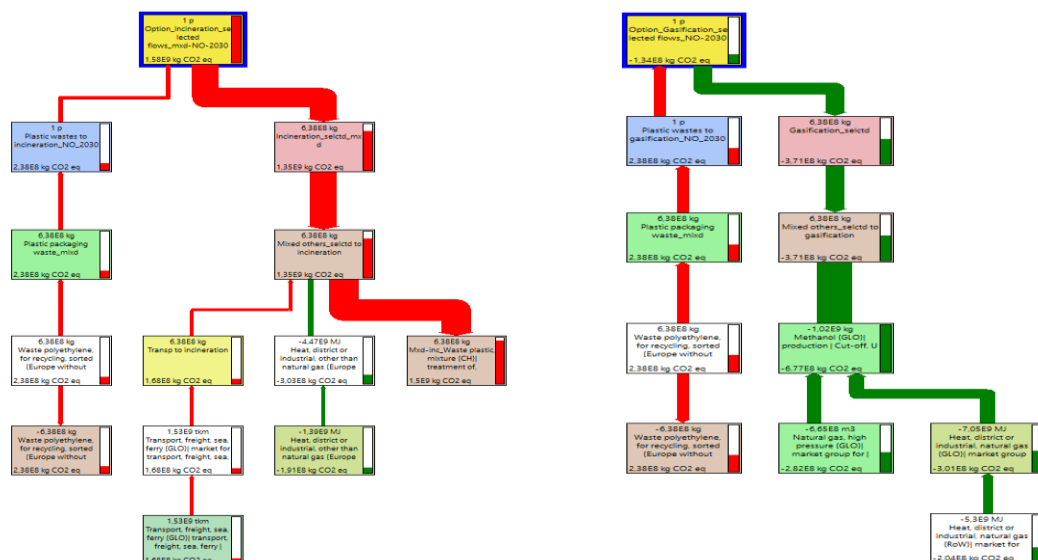 1 p
Option_Incineration_se
lected
flows_mxd-NO-2030
1,58E9 kg CO2 eq
1 p
Plastic wastes to
incineration_NO_2030
2,38E8 kg CO2 eq
6,38E8 kg
Incineration_selctd_mx
d
1,35E9 kg CO2 eq
6,38E8 kg
Plastic packaging
waste_mixd
2,38E8 kg CO2 eq
6,38E8 kg
Mixed others_selctd to
incineration
1,35E9 kg CO2 eq
6,38E8 kg
Waste polyethylene,
for recycling, sorted
(Europe without
2,38E8 kg CO2 eq
6,38E8 kg
Transp to incineration
1,68E8 kg CO2 eq
-4,47E9 MJ
Heat, district or
industrial, other than
natural gas (Europe
-3,03E8 kg CO2 eq
6,38E8 kg
Mxd-inc_Waste plastic,
mixture (CH)|
treatment of,
1,5E9 kg CO2 eq
-6,38E8 kg
Waste polyethylene,
for recycling, sorted
(Europe without
2,38E8 kg CO2 eq
1,53E9 tkm
Transport, freight, sea,
ferry (GLO)| market for
transport, freight, sea,
1,68E8 kg CO2 eq
-1,39E9 MJ
Heat, district or
industrial, other than
natural gas (Europe
-1,91E8 kg CO2 eq
1,53E9 tkm
Transport, freight, sea,
ferry (GLO)| transport,
freight, sea, ferry |
1,68E8 kg CO2 eq
1 p
Option_Gasification_se
lected flows_NO-2030
-1,34E8 kg CO2 eq
1 p
Plastic wastes to
gasification_NO_2030
2,38E8 kg CO2 eq
6,38E8 kg
Gasification_selctd
-3,71E8 kg CO2 eq
6,38E8 kg
Plastic packaging
waste_mixd
2,38E8 kg CO2 eq
6,38E8 kg
Mixed others_selctd to
gasification
-3,71E8 kg CO2 eq
6,38E8 kg
Waste polyethylene,
for recycling, sorted
(Europe without
2,38E8 kg CO2 eq
-1,02E9 kg
Methanol (GLO)|
production | Cut-off, U
-6,77E8 kg CO2 eq
-6,38E8 kg
Waste polyethylene,
for recycling, sorted
(Europe without
2,38E8 kg CO2 eq
-6,65E8 m3
Natural gas, high
pressure (GLO)|
market group for |
-2,82E8 kg CO2 eq
-7,05E9 MJ
Heat, district or
industrial, natural gas
(GLO)| market group
-3,01E8 kg CO2 eq
-5,3E9 MJ
Heat, district or
industrial, natural gas
(RoW)| market for
-2,04E8 kg CO2 eq